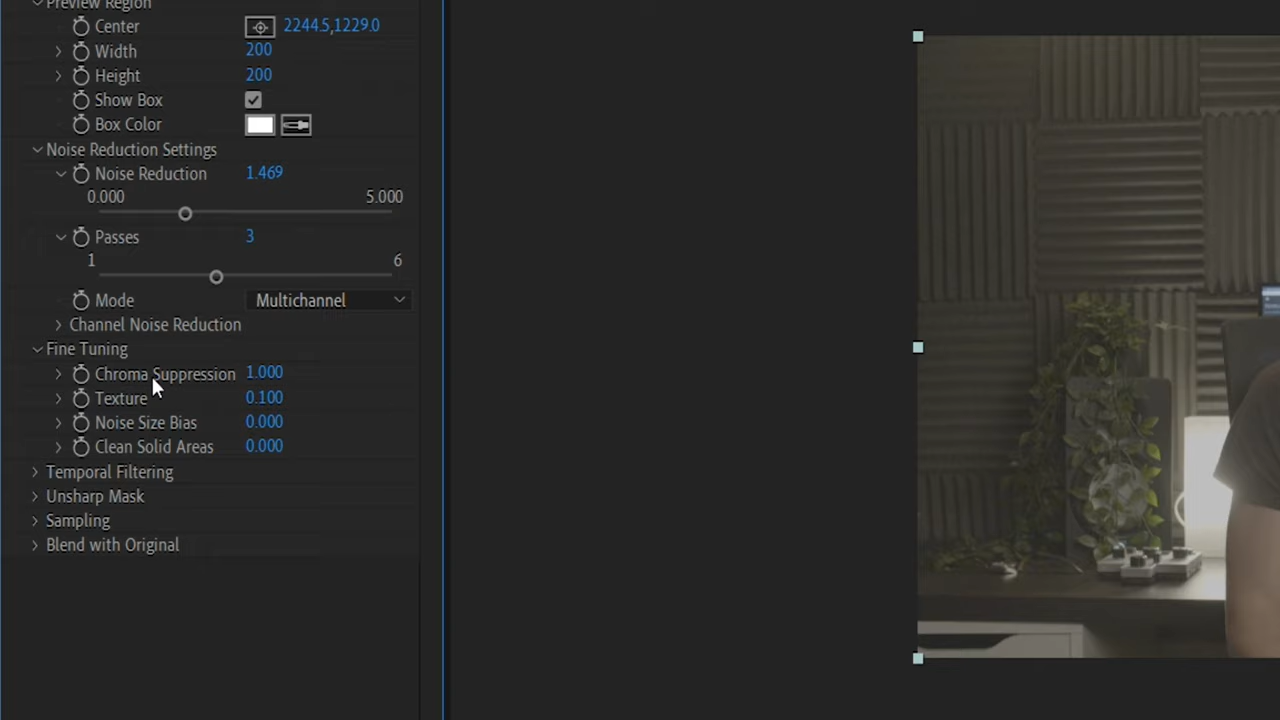 Preview Region
Center 2244.5,1229.0
Width 200
Height 200
Show Box
Box Color
Noise Reduction Settings
Noise Reduction 1.469
0.000 5.000
Passes 3
1 6
Mode Multichannel
Channel Noise Reduction
Fine Tuning
Chroma Suppression 1.000
Texture 0.100
Noise Size Bias 0.000
Clean Solid Areas 0.000
Temporal Filtering
Unsharp Mask
Sampling
Blend with Original